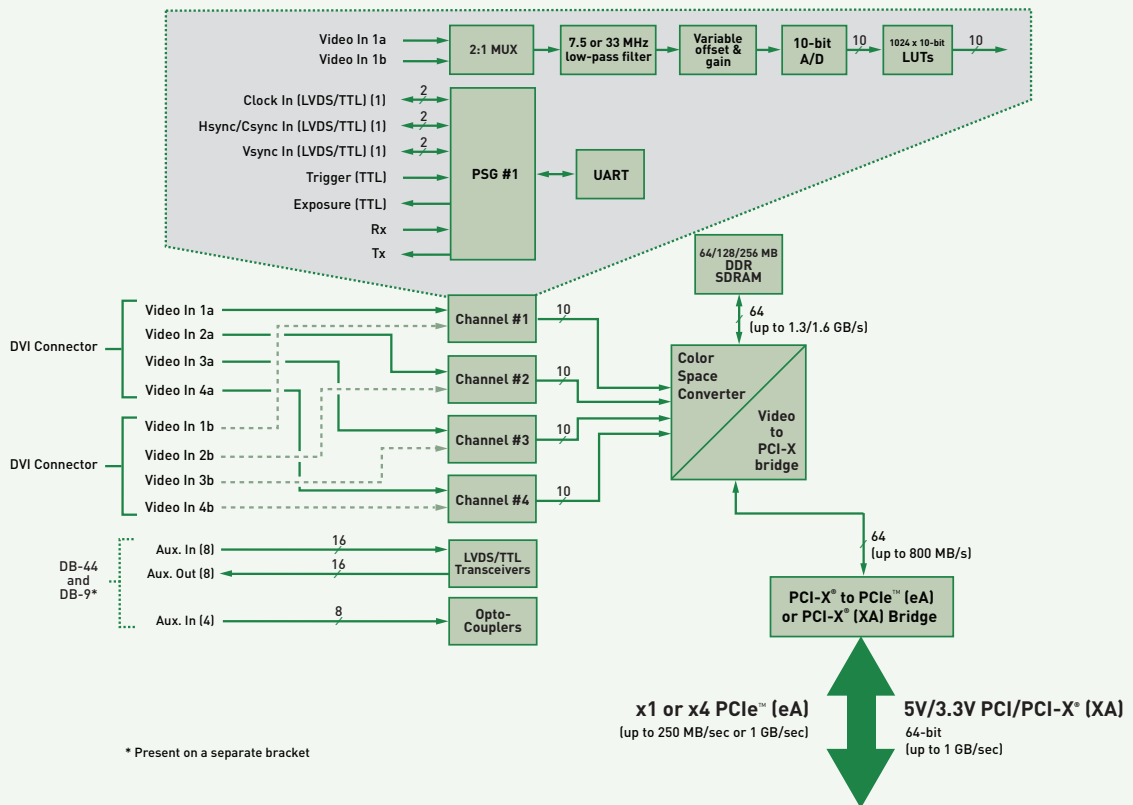 Video In 1a
Video In 1b
2:1 MUX
7.5 or 33 MHz
low-pass filter
Variable
offset &
gain
10-bit
A/D
10
1024 x 10-bit
LUTs
10
Clock In (LVDS/TTL) (1)
2
Hsync/Csync In (LVDS/TTL) (1)
2
Vsync In (LVDS/TTL) (1)
2
Trigger (TTL)
Exposure (TTL)
Rx
Tx
PSG #1
UART
64/128/256 MB
DDR
SDRAM
64
(up to 1.3/1.6 GB/s)
DVI Connector
Video In 1a
Video In 2a
Video In 3a
Video In 4a
DVI Connector
Video In 1b
Video In 2b
Video In 3b
Video In 4b
Channel #1
10
Channel #2
10
Channel #3
10
Channel #4
10
Color
Space
Converter
Video
to
PCI-X
bridge
64
(up to 800 MB/s)
DB-44
and
DB-9*
Aux. In (8)
16
Aux. Out (8)
16
LVDS/TTL
Transceivers
Aux. In (4)
8
Opto-
Couplers
PCI-X® to PCIe™ (eA)
or PCI-X® (XA) Bridge
x1 or x4 PCIe™ (eA)
(up to 250 MB/sec or 1 GB/sec)
5V/3.3V PCI/PCI-X® (XA)
64-bit
(up to 1 GB/sec)
* Present on a separate bracket